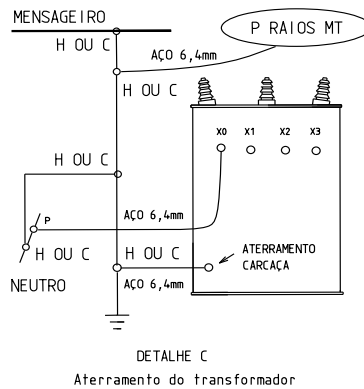 MENSAGEIRO
P RAIOS MT
H OU C
AÇO 6,4mm
H OU C
X0 X1 X2 X3
H OU C
P
AÇO 6,4mm
H OU C
H OU C
ATERRAMENTO
CARCAÇA
NEUTRO
AÇO 6,4mm
DETALHE C
Aterramento do transformador